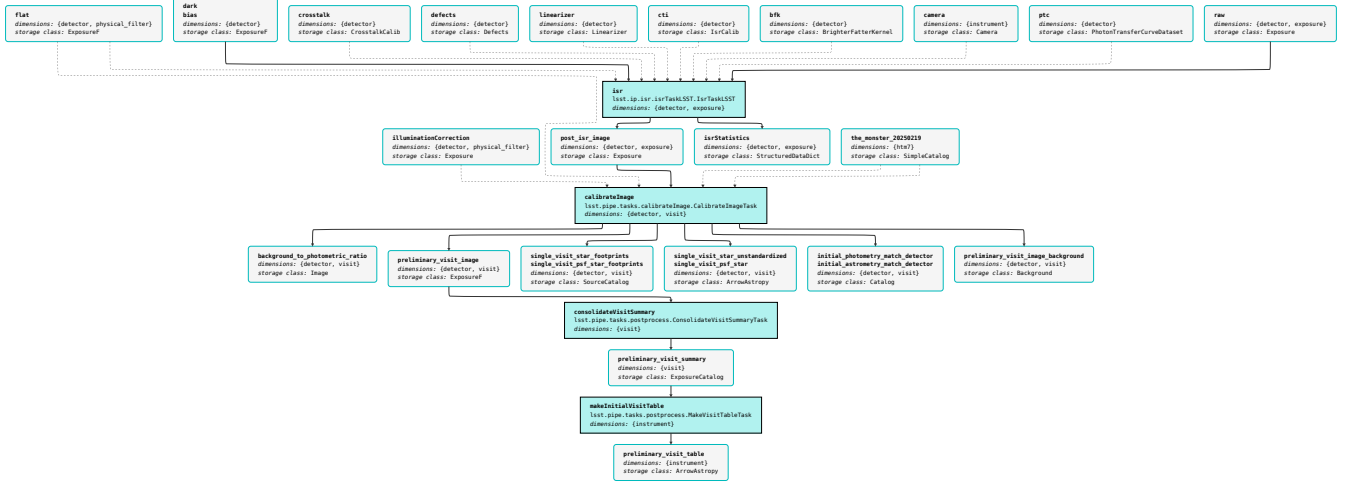 flat
dimensions: {detector, physical_filter}
storage class: ExposureF
dark
bias
dimensions: {detector}
storage class: ExposureF
crosstalk
dimensions: {detector}
storage class: CrosstalkCalib
defects
dimensions: {detector}
storage class: Defects
linearizer
dimensions: {detector}
storage class: Linearizer
cti
dimensions: {detector}
storage class: IsrCalib
bfk
dimensions: {detector}
storage class: BrighterFatterKernel
camera
dimensions: {instrument}
storage class: Camera
ptc
dimensions: {detector}
storage class: PhotonTransferCurveDataset
raw
dimensions: {detector, exposure}
storage class: Exposure
isr
lsst.ip.isr.isrTaskLSST.IsrTaskLSST
dimensions: {detector, exposure}
illuminationCorrection
dimensions: {detector, physical_filter}
storage class: Exposure
post_isr_image
dimensions: {detector, exposure}
storage class: Exposure
isrStatistics
dimensions: {detector, exposure}
storage class: StructuredDataDict
the_monster_20250219
dimensions: {htm7}
storage class: SimpleCatalog
calibrateImage
lsst.pipe.tasks.calibrateImage.CalibrateImageTask
dimensions: {detector, visit}
background_to_photometric_ratio
dimensions: {detector, visit}
storage class: Image
preliminary_visit_image
dimensions: {detector, visit}
storage class: ExposureF
single_visit_star_footprints
single_visit_psf_star_footprints
dimensions: {detector, visit}
storage class: SourceCatalog
single_visit_star_unstandardized
single_visit_psf_star
dimensions: {detector, visit}
storage class: ArrowAstropy
initial_photometry_match_detector
initial_astrometry_match_detector
dimensions: {detector, visit}
storage class: Catalog
preliminary_visit_image_background
dimensions: {detector, visit}
storage class: Background
consolidateVisitSummary
lsst.pipe.tasks.postprocess.ConsolidateVisitSummaryTask
dimensions: {visit}
preliminary_visit_summary
dimensions: {visit}
storage class: ExposureCatalog
makeInitialVisitTable
lsst.pipe.tasks.postprocess.MakeVisitTableTask
dimensions: {instrument}
preliminary_visit_table
dimensions: {instrument}
storage class: ArrowAstropy